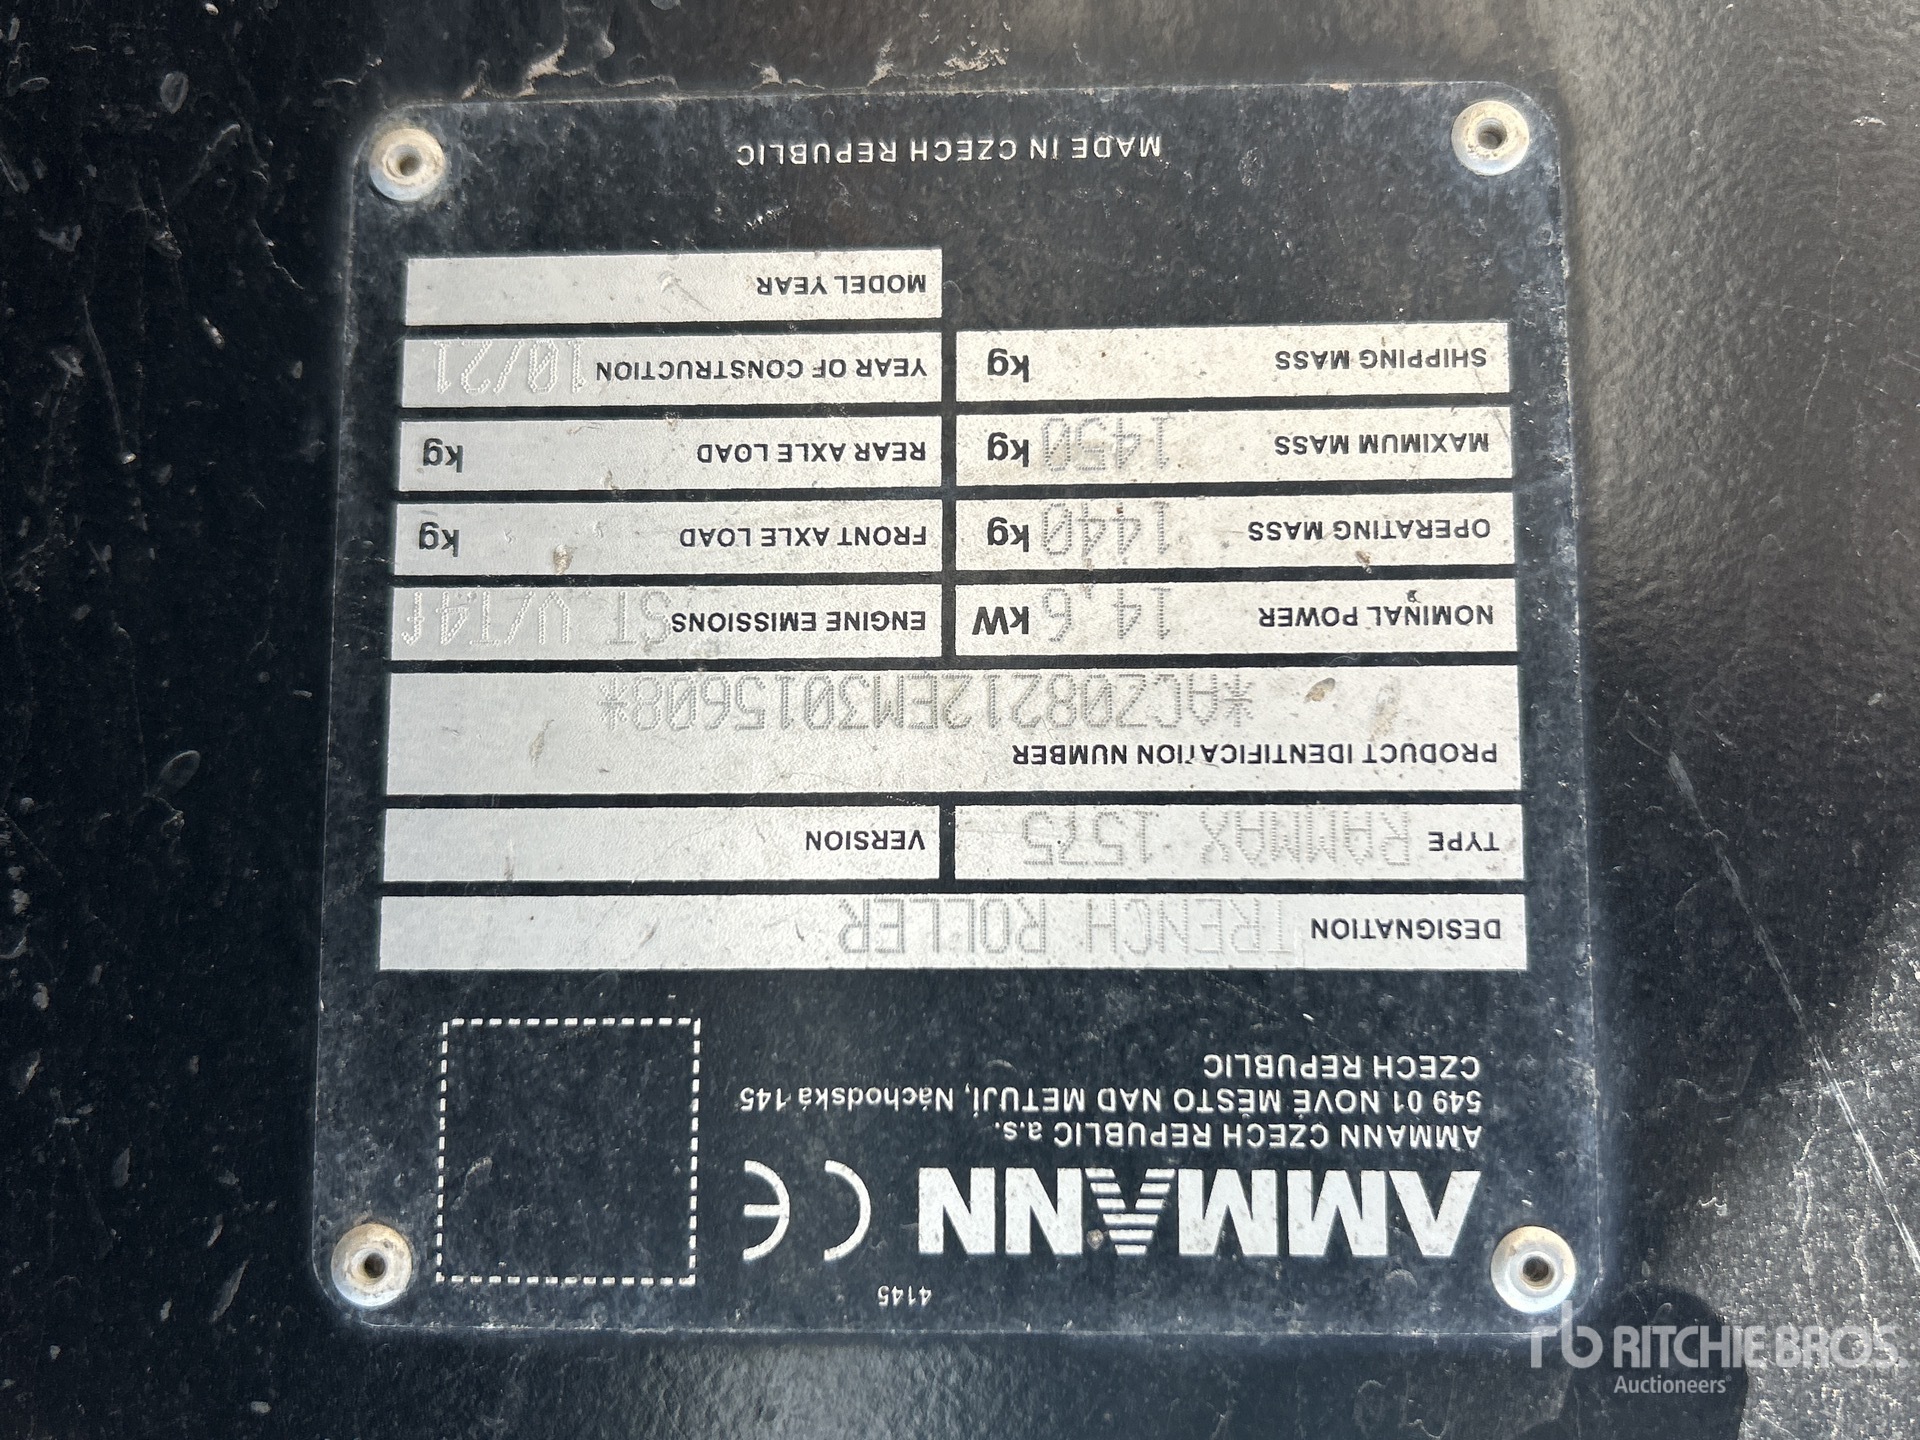 4145
AMMANN CE
AMMANN CZECH REPUBLIC a.s.
549 01 NOVÉ MĚSTO NAD METUJÍ, Náchodská 145
CZECH REPUBLIC
DESIGNATION TRENCH ROLLER
TYPE RAMMAX 1575 VERSION
PRODUCT IDENTIFICATION NUMBER
*ACZ08212EM3015608*
NOMINAL POWER 14.6 kW ENGINE EMISSIONS ST V/T4f
OPERATING MASS 1440 kg FRONT AXLE LOAD kg
MAXIMUM MASS 1450 kg REAR AXLE LOAD kg
SHIPPING MASS kg YEAR OF CONSTRUCTION 10/21
MODEL YEAR
MADE IN CZECH REPUBLIC
rb RITCHIE BROS
Auctioneers